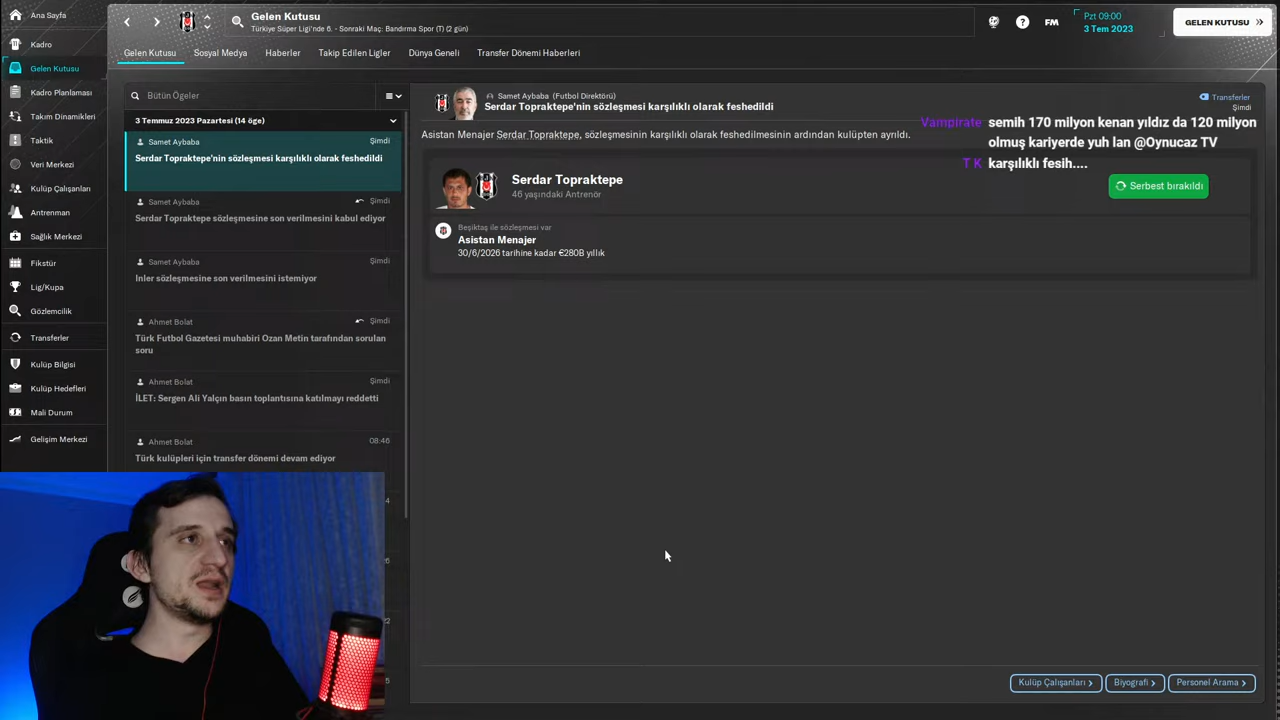 Ana Sayfa
Kadro
Gelen Kutusu
Kadro Planlaması
Takım Dinamikleri
Taktik
Veri Merkezi
Kulüp Çalışanları
Antrenman
Sağlık Merkezi
Fikstür
Lig/Kupa
Gözlemcilik
Transferler
Kulüp Bilgisi
Kulüp Hedefleri
Mali Durum
Gelişim Merkezi
Gelen Kutusu
Türkiye Süper Ligi'nde 6. - Sonraki Maç: Bandırma Spor (T) (2 gün)
FM
Pzt 09:00
3 Tem 2023
GELEN KUTUSU
Gelen Kutusu Sosyal Medya Haberler Takip Edilen Ligler Dünya Geneli Transfer Dönemi Haberleri
Bütün Ögeler
3 Temmuz 2023 Pazartesi (14 öge)
Samet Aybaba
Serdar Topraktepe'nin sözleşmesi karşılıklı olarak feshedildi
Samet Aybaba Şimdi
Serdar Topraktepe sözleşmesine son verilmesini kabul ediyor
Samet Aybaba Şimdi
Inler sözleşmesine son verilmesini istemiyor
Ahmet Bolat Şimdi
Türk Futbol Gazetesi muhabiri Ozan Metin tarafından sorulan
soru
Ahmet Bolat Şimdi
İLET: Sergen Ali Yalçın basın toplantısına katılmayı reddetti
Ahmet Bolat 08:46
Türk kulüpleri için transfer dönemi devam ediyor
Samet Aybaba (Futbol Direktörü)
Serdar Topraktepe'nin sözleşmesi karşılıklı olarak feshedildi
Transferler
Şimdi
Asistan Menajer Serdar Topraktepe, sözleşmesinin karşılıklı olarak feshedilmesinin ardından kulüpten ayrıldı.
Vampirate semih 170 milyon kenan yıldız da 120 milyon
olmuş kariyerde yuh lan @Oynucaz TV
T K karşılıklı fesih....
Serdar Topraktepe
46 yaşındaki Antrenör
Serbest bırakıldı
Beşiktaş ile sözleşmesi var
Asistan Menajer
30/6/2026 tarihine kadar €280B yıllık
Kulüp Çalışanları
Biyografi
Personel Arama